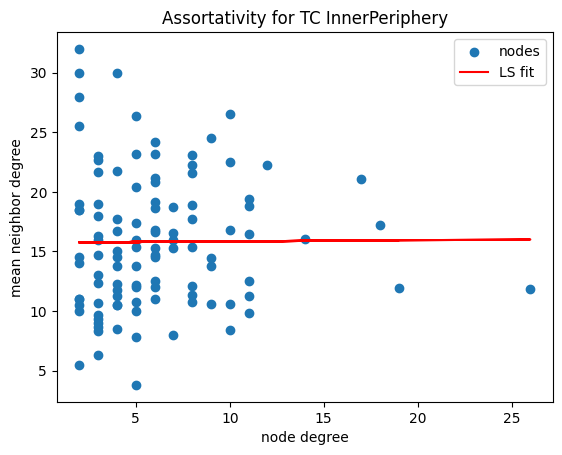 Assortativity for TC InnerPeriphery
nodes
LS fit
mean neighbor degree
30
25
20
15
10
5
5
10
15
20
25
node degree